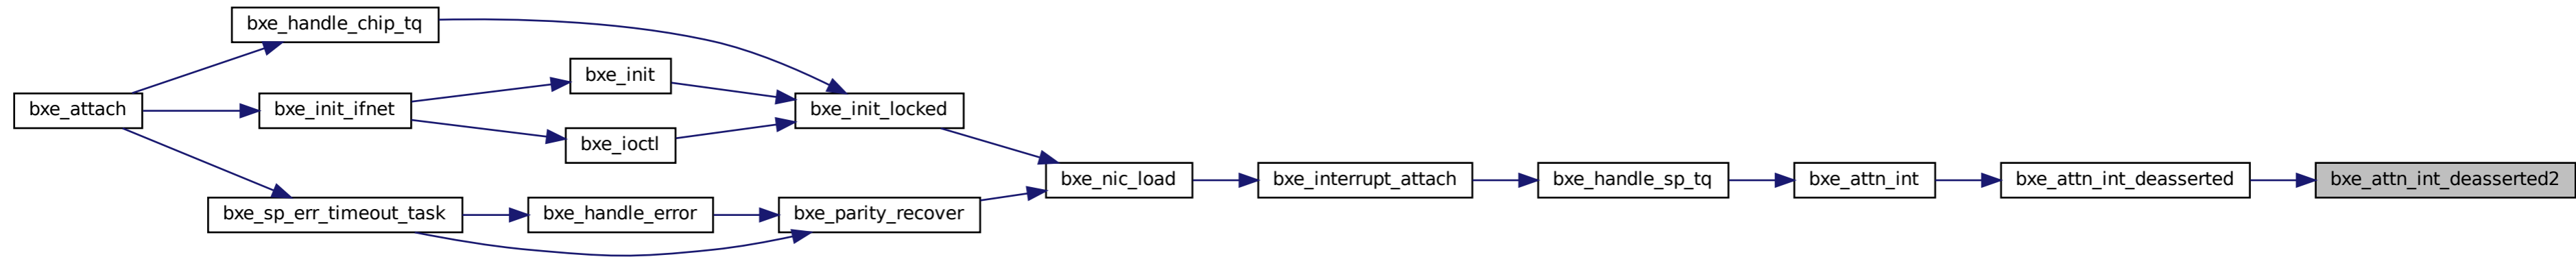 bxe_handle_chip_tq
bxe_init
bxe_attach
bxe_init_ifnet
bxe_init_locked
bxe_ioctl
bxe_nic_load
bxe_interrupt_attach
bxe_handle_sp_tq
bxe_attn_int
bxe_attn_int_deasserted
bxe_attn_int_deasserted2
bxe_sp_err_timeout_task
bxe_handle_error
bxe_parity_recover